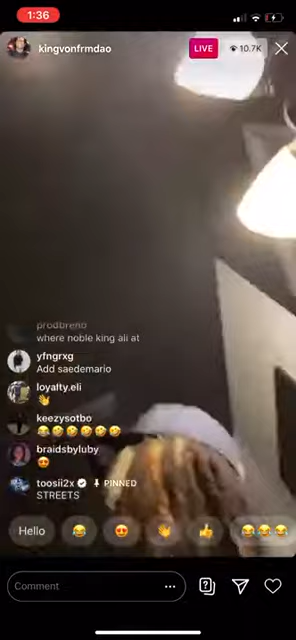 1:36
kingvonfrmdao
LIVE
10.7K
prodbreno
where noble king ali at
yfngrxg
Add saedemario
loyalty.eli
👋
keezysotbo
😂🤣🤣🤣🤣🤣
braidsbyluby
😍
toosii2x PINNED
STREETS
Hello 😂 😍 👏 👍 😂😂😂
Comment